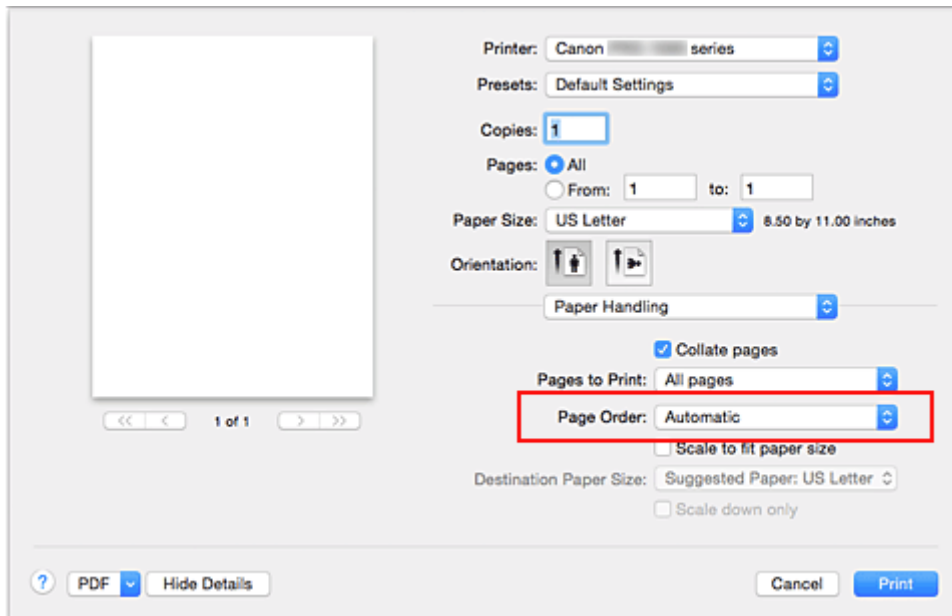 Printer: Canon series
Presets: Default Settings
Copies: 1
Pages: All
From: 1 to: 1
Paper Size: US Letter 8.50 by 11.00 inches
Orientation:
Paper Handling
Collate pages
Pages to Print: All pages
<< < 1 of 1 > >>
Page Order: Automatic
Scale to fit paper size
Destination Paper Size: Suggested Paper: US Letter
Scale down only
? PDF Hide Details Cancel Print